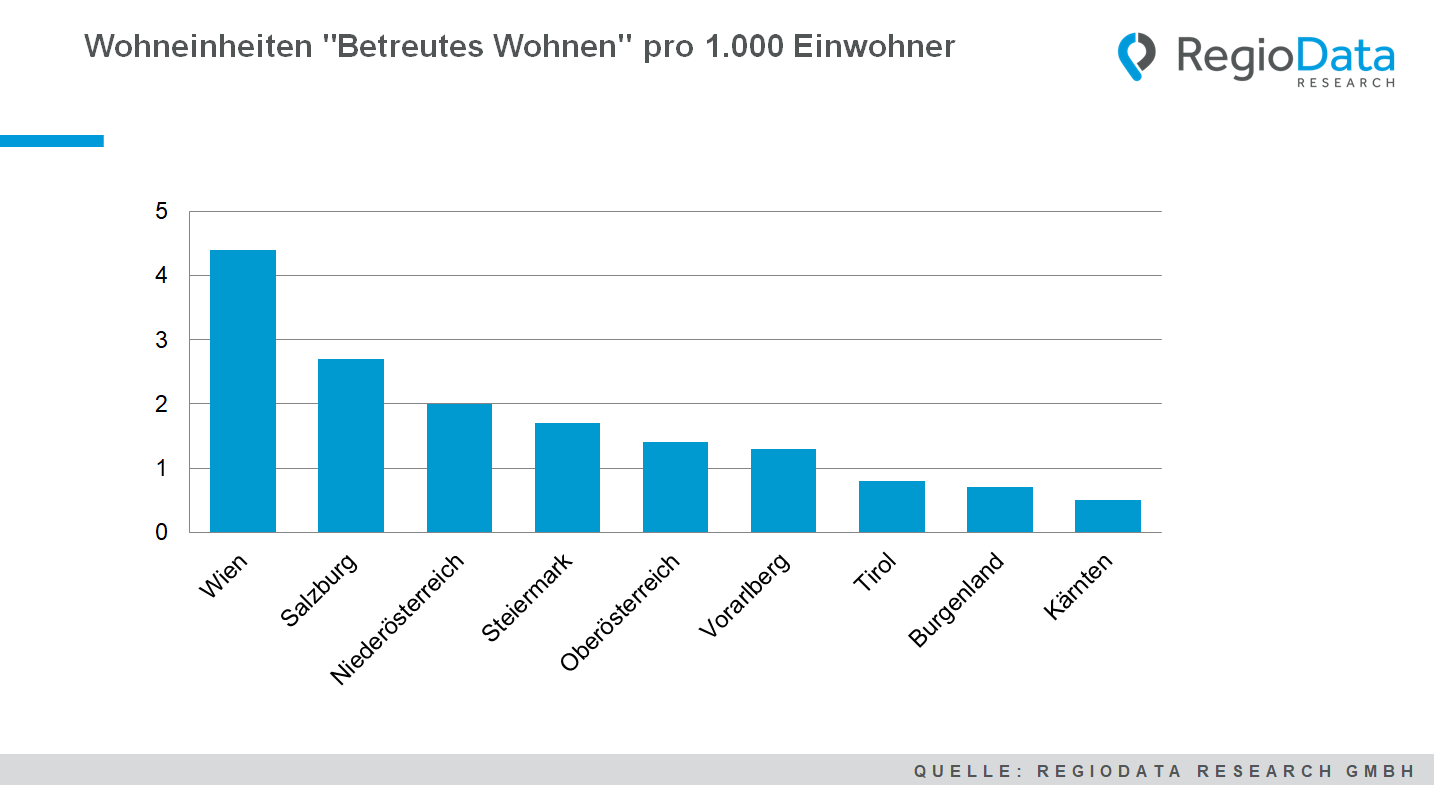 Wohneinheiten "Betreutes Wohnen" pro 1.000 Einwohner
RegioData
RESEARCH
5
4
3
2
1
0
Wien
Salzburg
Niederösterreich
Steiermark
Oberösterreich
Vorarlberg
Tirol
Burgenland
Kärnten
QUELLE: REGIODATA RESEARCH GMBH